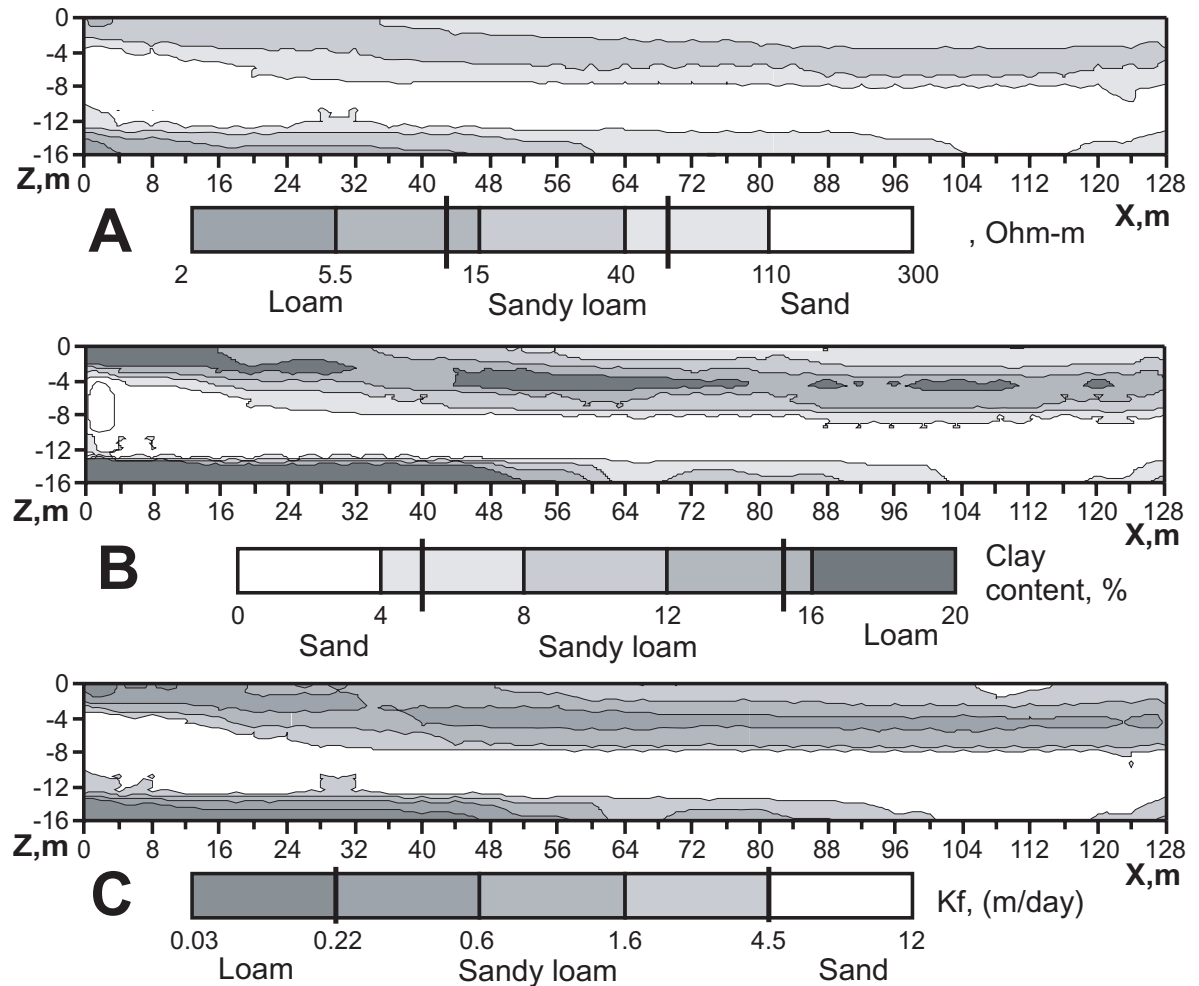 0
-4
-8
-12
-16
Z,m 0 8 16 24 32 40 48 56 64 72 80 88 96 104 112 120 128
X,m
A
, Ohm-m
2 5.5 15 40 110 300
Loam Sandy loam Sand
0
-4
-8
-12
-16
Z,m 0 8 16 24 32 40 48 56 64 72 80 88 96 104 112 120 128
X,m
B
Clay
content, %
0 4 8 12 16 20
Sand Sandy loam Loam
0
-4
-8
-12
-16
Z,m 0 8 16 24 32 40 48 56 64 72 80 88 96 104 112 120 128
X,m
C
Kf, (m/day)
0.03 0.22 0.6 1.6 4.5 12
Loam Sandy loam Sand